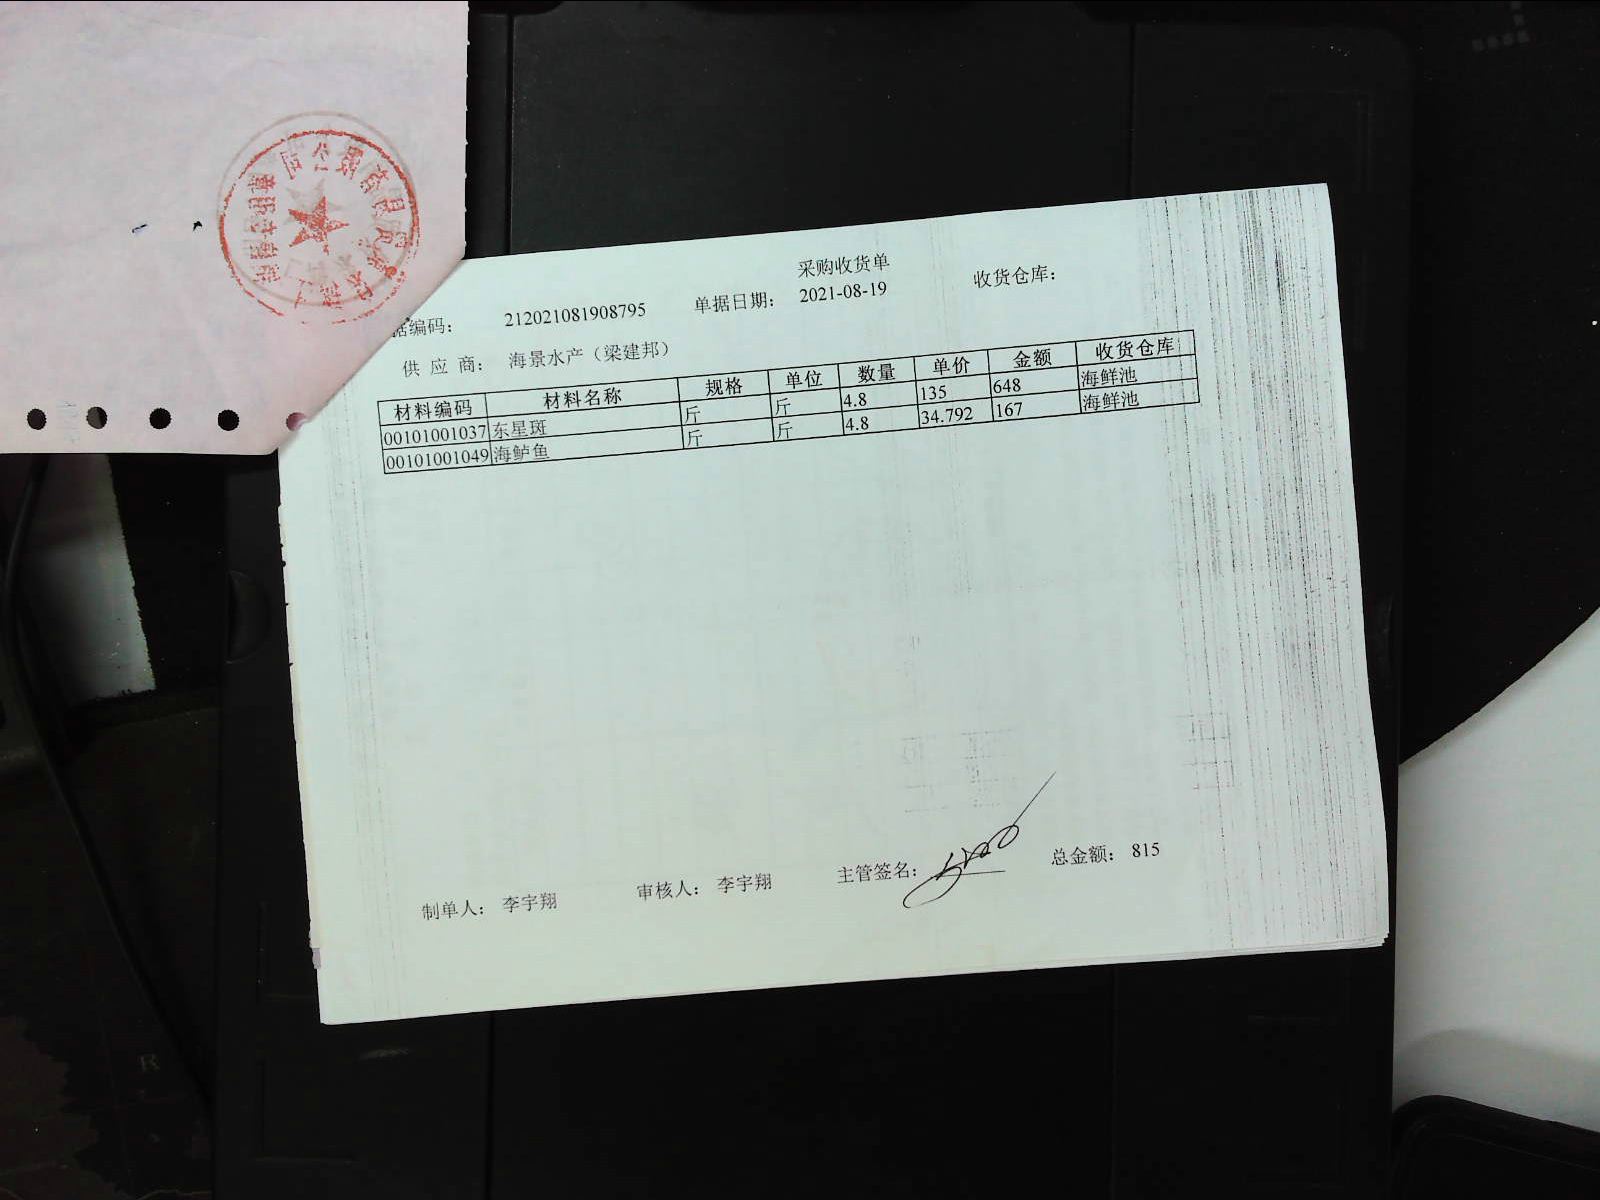 采购收货单
据编码： 212021081908795 单据日期： 2021-08-19 收货仓库：
供 应 商： 海景水产（梁建邦）
材料编码 材料名称 规格 单位 数量 单价 金额 收货仓库
00101001037 东星斑 斤 斤 4.8 135 648 海鲜池
00101001049 海鲈鱼 斤 斤 4.8 34.792 167 海鲜池
制单人： 李宇翔 审核人： 李宇翔 主管签名： 总金额： 815